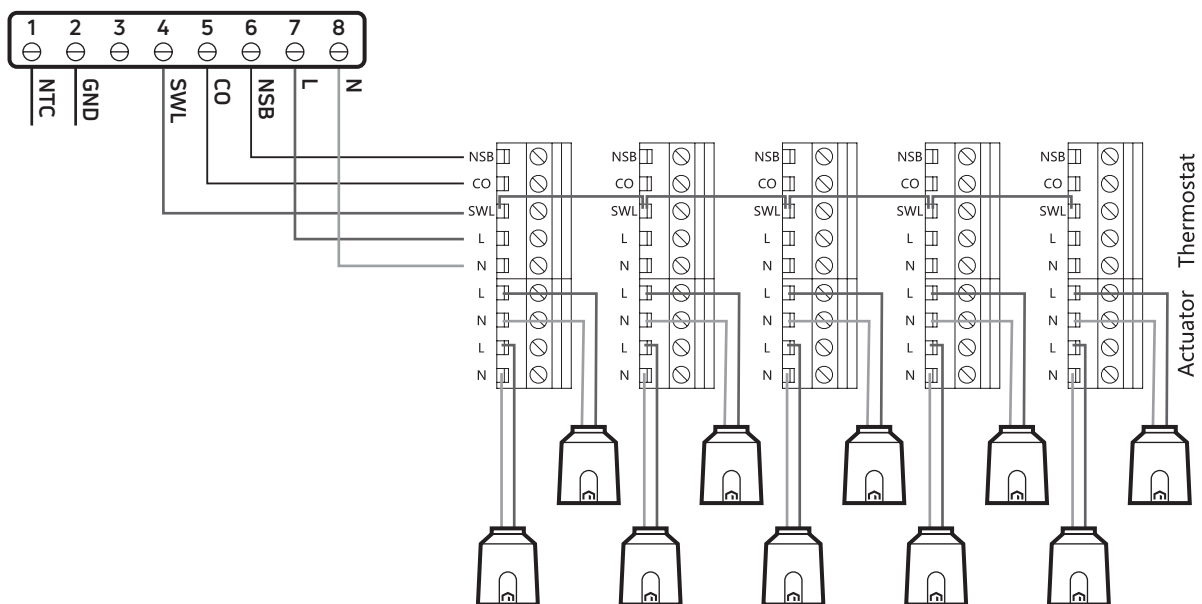 1 2 3 4 5 6 7 8
NTC GND SWL CO NSB L N
NSB NSB NSB NSB NSB
CO CO CO CO CO
SWL SWL SWL SWL SWL
L L L L L
N N N N N
L L L L L
N N N N N
L L L L L
N N N N N
Thermostat
Actuator